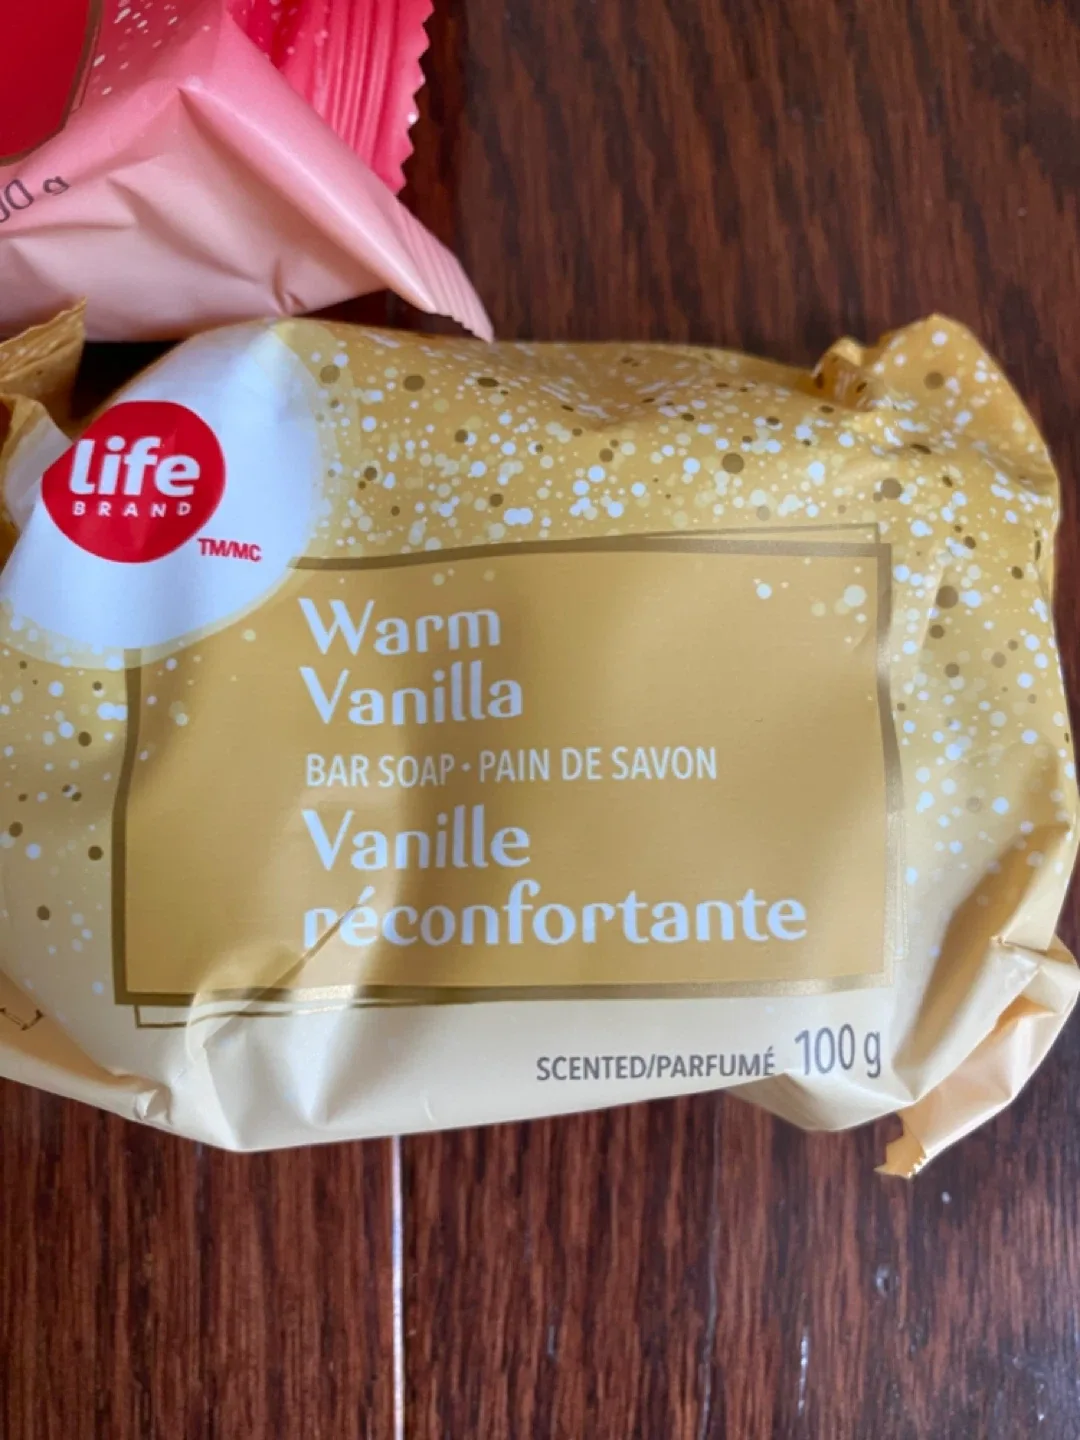 life
BRAND
TM/MC
Warm
Vanilla
BAR SOAP • PAIN DE SAVON
Vanille
réconfortante
SCENTED/PARFUMÉ 100 g